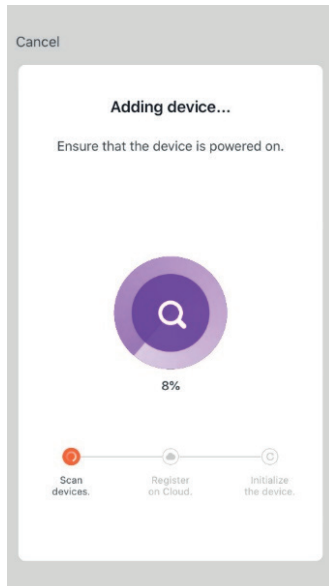 Cancel
Adding device...
Ensure that the device is powered on.
8%
Scan
devices.
Register
on Cloud.
Initialize
the device.